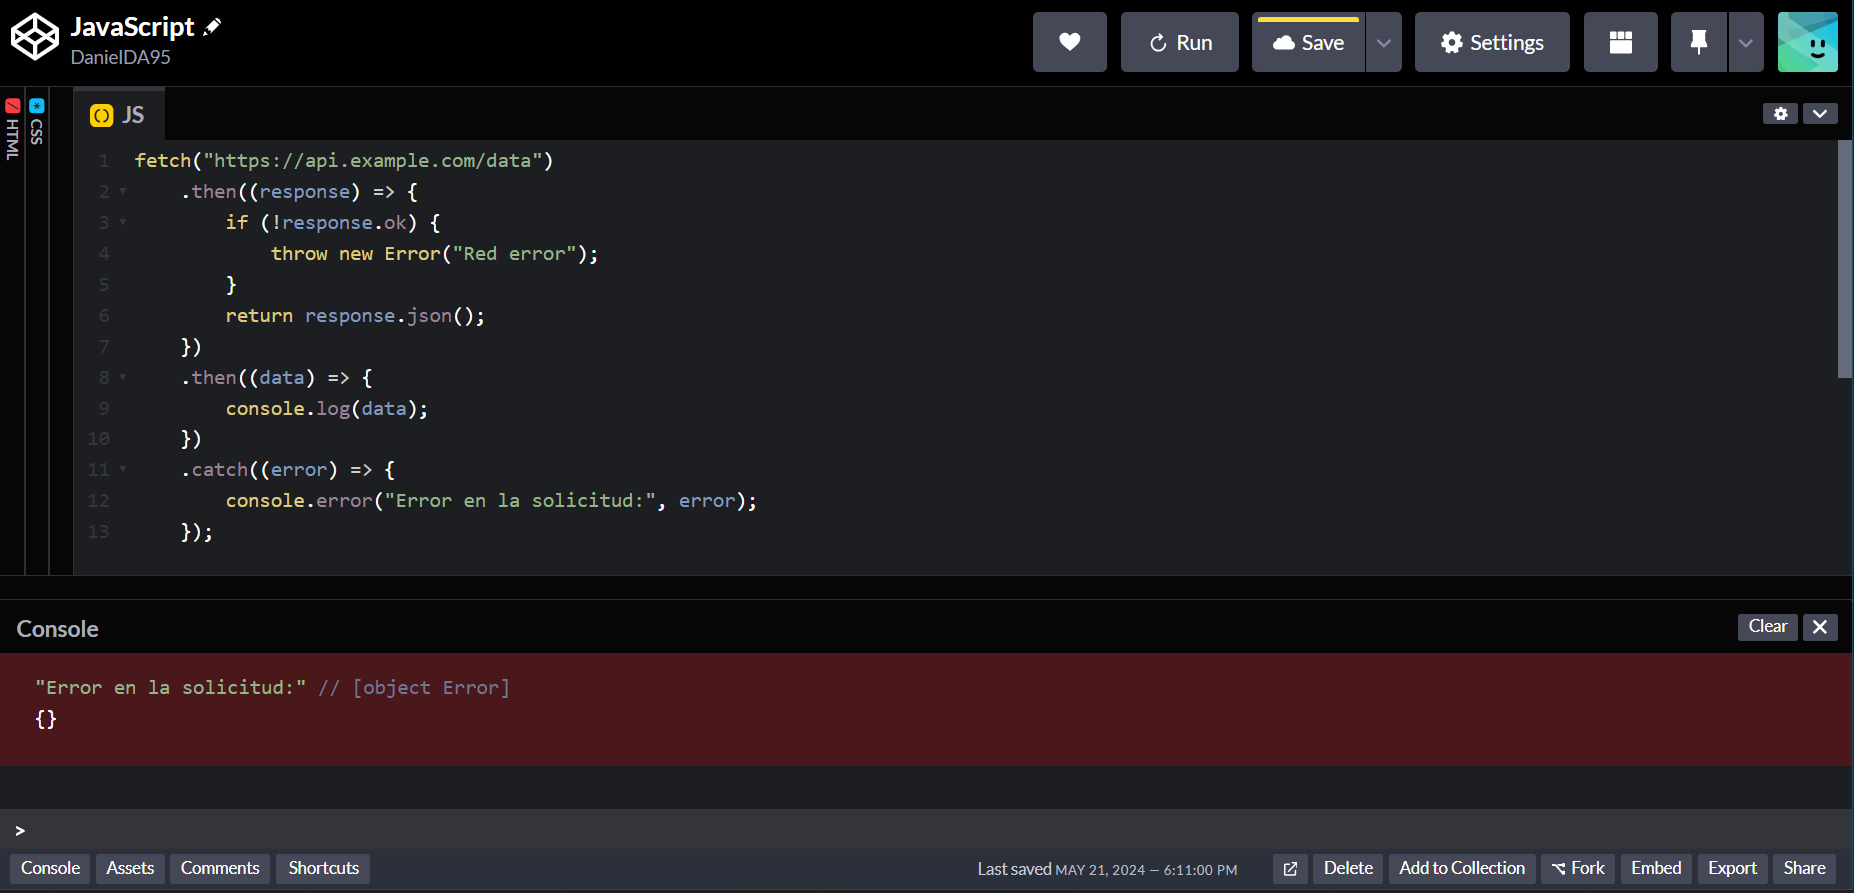 JavaScript
DanielDA95
Run
Save
Settings
HTML
CSS
JS
1 fetch("https://api.example.com/data")
2 .then((response) => {
3 if (!response.ok) {
4 throw new Error("Red error");
5 }
6 return response.json();
7 })
8 .then((data) => {
9 console.log(data);
10 })
11 .catch((error) => {
12 console.error("Error en la solicitud:", error);
13 });
Console
Clear
"Error en la solicitud:" // [object Error]
{}
>
Console Assets Comments Shortcuts Last saved MAY 21, 2024 — 6:11:00 PM Delete Add to Collection Fork Embed Export Share